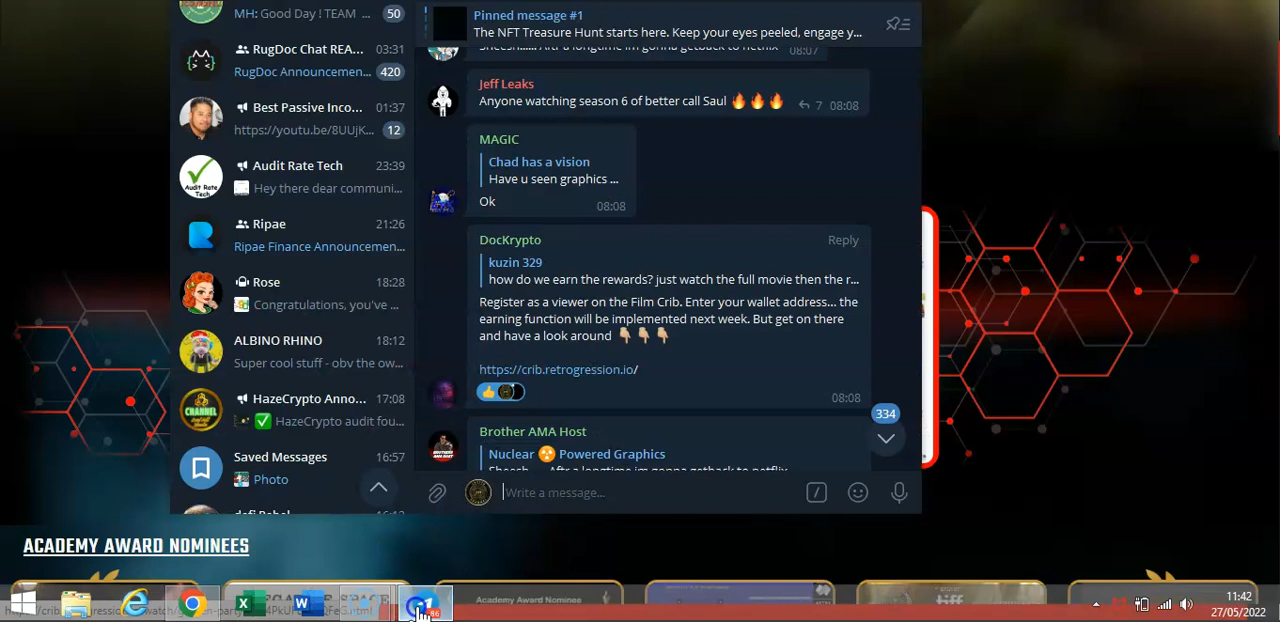 MH: Good Day ! TEAM ...
50
RugDoc Chat REA...
03:31
RugDoc Announcemen...
420
Best Passive Inco...
01:37
https://youtu.be/8UUjK...
12
Audit Rate Tech
23:39
Audit Rate
Tech
Hey there dear communi...
Ripae
21:26
Ripae Finance Announcemen...
Rose
18:28
Congratulations, you've ...
ALBINO RHINO
18:12
Super cool stuff - obv the ow...
HazeCrypto Anno...
17:08
CHANNEL
HazeCrypto audit fou...
Saved Messages
16:57
Photo
Pinned message #1
The NFT Treasure Hunt starts here. Keep your eyes peeled, engage y...
08:07
Jeff Leaks
Anyone watching season 6 of better call Saul 🔥🔥🔥
7 08:08
MAGIC
Chad has a vision
Have u seen graphics ...
Ok
08:08
DocKrypto
Reply
kuzin 329
how do we earn the rewards? just watch the full movie then the r...
Register as a viewer on the Film Crib. Enter your wallet address... the
earning function will be implemented next week. But get on there
and have a look around 👇🏼👇🏼👇🏼
https://crib.retrogression.io/
08:08
334
Brother AMA Host
Nuclear ☢ Powered Graphics
Write a message...
ACADEMY AWARD NOMINEES
Academy Award Nominees
tiff
11:42
27/05/2022